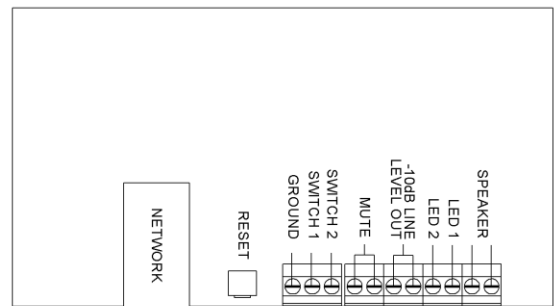 NETWORK
RESET
GROUND
SWITCH 1
SWITCH 2
MUTE
-10dB LINE
LEVEL OUT
LED 2
LED 1
SPEAKER